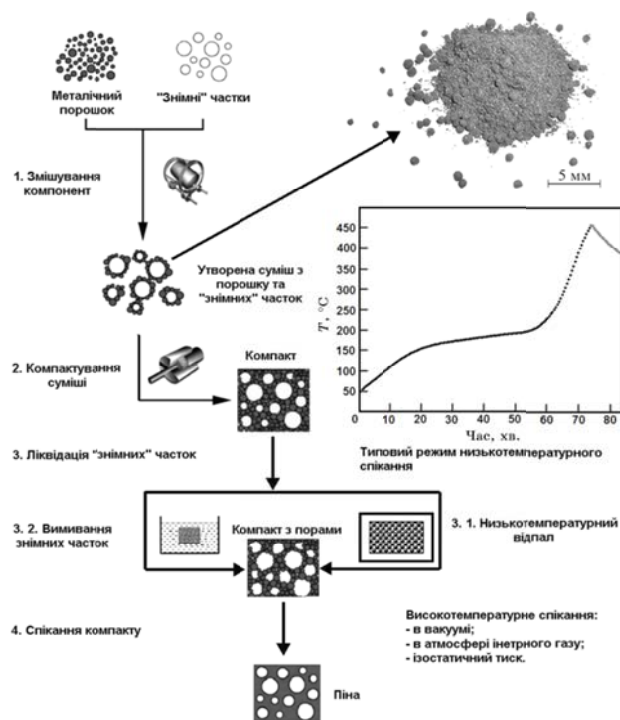 Металічний
порошок
"Знімні" частки
5 мм
1. Змішування
компонент
Утворена суміш з
порошку та
"знімних" часток
T, °C
450
400
350
300
250
200
150
100
50
0 10 20 30 40 50 60 70 80
Час, хв.
Типовий режим низькотемпературного
спікання
2. Компактування
суміші
Компакт
3. Ліквідація "знімних" часток
3. 2. Вимивання
знімних часток
Компакт з порами
3. 1. Низькотемпературний
відпал
4. Спікання компакту
Високотемпературне спікання:
- в вакуумі;
- в атмосфері інетрного газу;
- ізостатичний тиск.
Піна